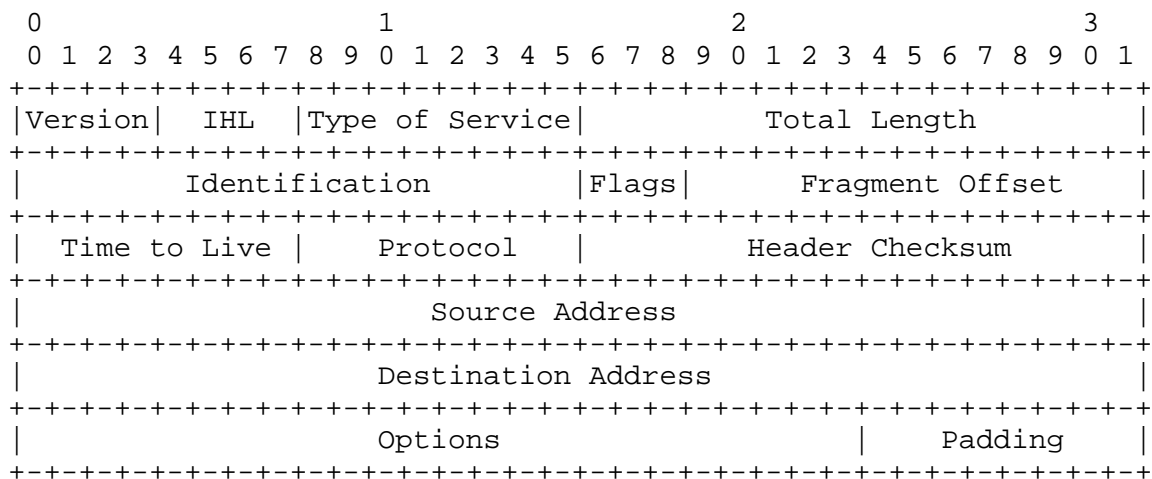 0                   1                   2                   3
 0 1 2 3 4 5 6 7 8 9 0 1 2 3 4 5 6 7 8 9 0 1 2 3 4 5 6 7 8 9 0 1
+-+-+-+-+-+-+-+-+-+-+-+-+-+-+-+-+-+-+-+-+-+-+-+-+-+-+-+-+-+-+-+-+
|Version|  IHL  |Type of Service|          Total Length         |
+-+-+-+-+-+-+-+-+-+-+-+-+-+-+-+-+-+-+-+-+-+-+-+-+-+-+-+-+-+-+-+-+
|         Identification        |Flags|      Fragment Offset    |
+-+-+-+-+-+-+-+-+-+-+-+-+-+-+-+-+-+-+-+-+-+-+-+-+-+-+-+-+-+-+-+-+
|  Time to Live |    Protocol   |         Header Checksum       |
+-+-+-+-+-+-+-+-+-+-+-+-+-+-+-+-+-+-+-+-+-+-+-+-+-+-+-+-+-+-+-+-+
|                       Source Address                          |
+-+-+-+-+-+-+-+-+-+-+-+-+-+-+-+-+-+-+-+-+-+-+-+-+-+-+-+-+-+-+-+-+
|                    Destination Address                        |
+-+-+-+-+-+-+-+-+-+-+-+-+-+-+-+-+-+-+-+-+-+-+-+-+-+-+-+-+-+-+-+-+
|                    Options                    |    Padding    |
+-+-+-+-+-+-+-+-+-+-+-+-+-+-+-+-+-+-+-+-+-+-+-+-+-+-+-+-+-+-+-+-+